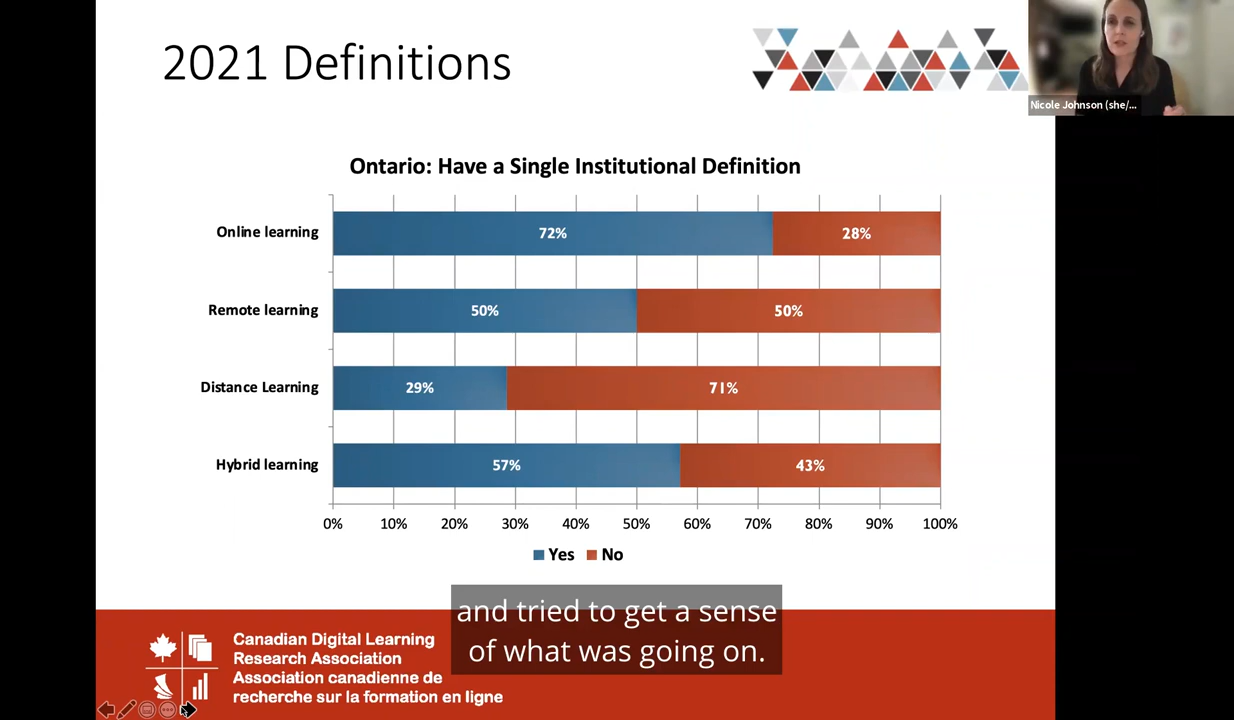 2021 Definitions
Nicole Johnson (she/...
Ontario: Have a Single Institutional Definition
Online learning
72%
28%
Remote learning
50%
50%
Distance Learning
29%
71%
Hybrid learning
57%
43%
0% 10% 20% 30% 40% 50% 60% 70% 80% 90% 100%
Yes No
and tried to get a sense
of what was going on.
Canadian Digital Learning
Research Association
Association canadienne de
recherche sur la formation en ligne